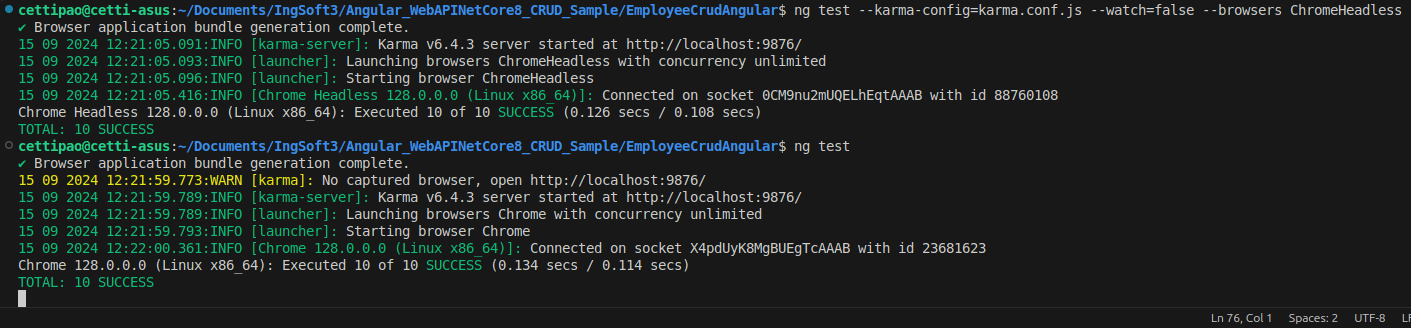 cettipao@cetti-asus:~/Documents/IngSoft3/Angular_WebAPINetCore8_CRUD_Sample/EmployeeCrudAngular$ ng test --karma-config=karma.conf.js --watch=false --browsers ChromeHeadless
✔ Browser application bundle generation complete.
15 09 2024 12:21:05.091:INFO [karma-server]: Karma v6.4.3 server started at http://localhost:9876/
15 09 2024 12:21:05.093:INFO [launcher]: Launching browsers ChromeHeadless with concurrency unlimited
15 09 2024 12:21:05.096:INFO [launcher]: Starting browser ChromeHeadless
15 09 2024 12:21:05.416:INFO [Chrome Headless 128.0.0.0 (Linux x86_64)]: Connected on socket 0CM9nu2mUQELhEqtAAAB with id 88760108
Chrome Headless 128.0.0.0 (Linux x86_64): Executed 10 of 10 SUCCESS (0.126 secs / 0.108 secs)
TOTAL: 10 SUCCESS
cettipao@cetti-asus:~/Documents/IngSoft3/Angular_WebAPINetCore8_CRUD_Sample/EmployeeCrudAngular$ ng test
✔ Browser application bundle generation complete.
15 09 2024 12:21:59.773:WARN [karma]: No captured browser, open http://localhost:9876/
15 09 2024 12:21:59.789:INFO [karma-server]: Karma v6.4.3 server started at http://localhost:9876/
15 09 2024 12:21:59.789:INFO [launcher]: Launching browsers Chrome with concurrency unlimited
15 09 2024 12:21:59.793:INFO [launcher]: Starting browser Chrome
15 09 2024 12:22:00.361:INFO [Chrome 128.0.0.0 (Linux x86_64)]: Connected on socket X4pdUyK8MgBUEgTcAAAB with id 23681623
Chrome 128.0.0.0 (Linux x86_64): Executed 10 of 10 SUCCESS (0.134 secs / 0.114 secs)
TOTAL: 10 SUCCESS
Ln 76, Col 1 Spaces: 2 UTF-8